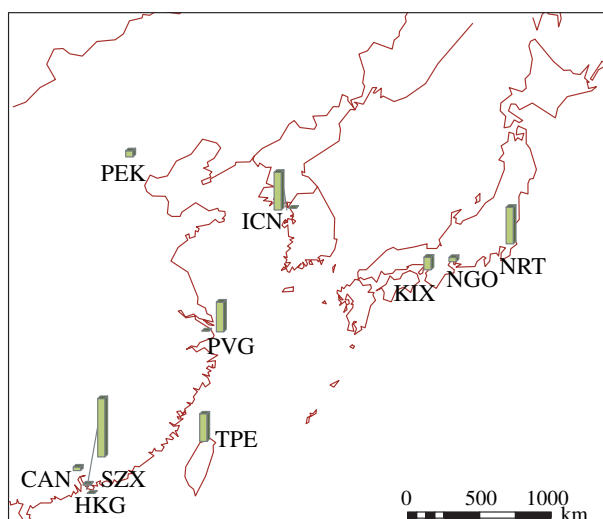 PEK
ICN
NRT
NGO
KIX
PVG
TPE
CAN SZX
HKG
0 500 1000
km